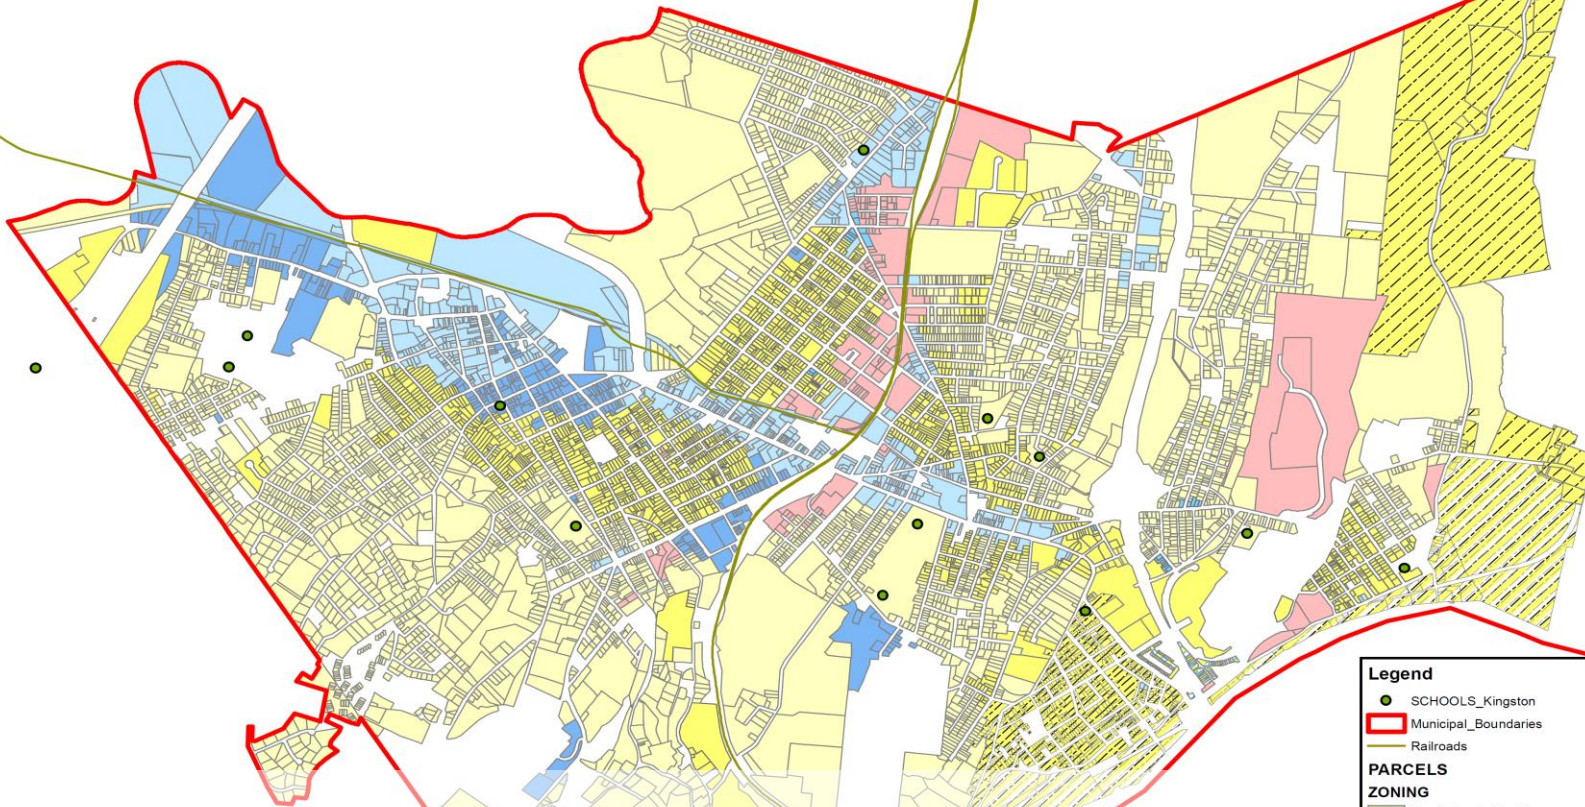 Legend
SCHOOLS_Kingston
Municipal_Boundaries
Railroads
PARCELS
ZONING